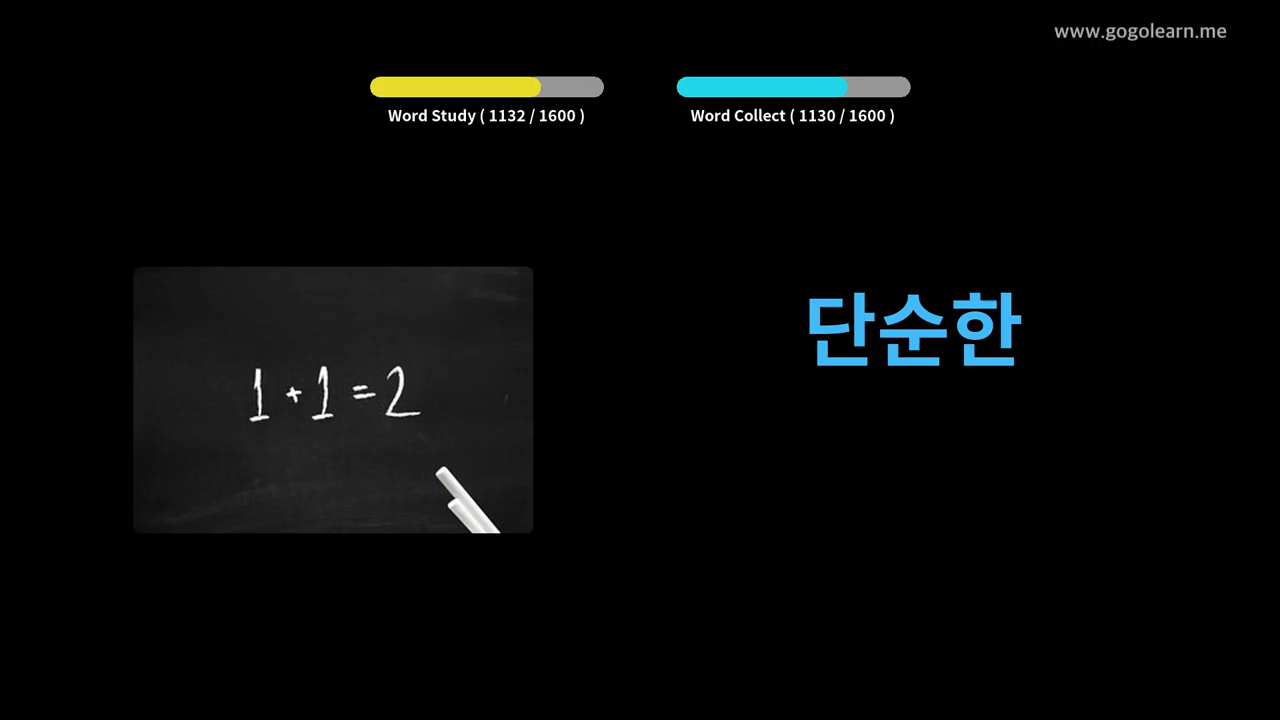 www.gogolearn.me
Word Study ( 1132 / 1600 )
Word Collect ( 1130 / 1600 )
단순한
1 + 1 = 2